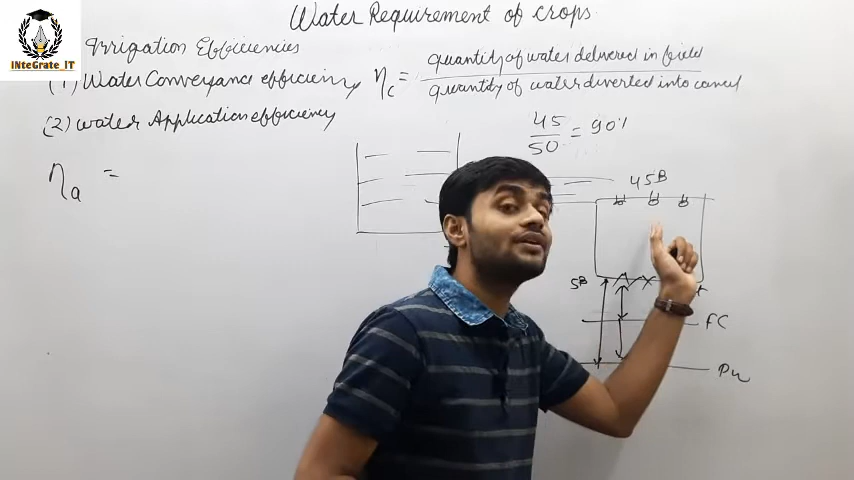 INteGrate_IT
Water Requirement of crops.
Irrigation Efficiencies
(1) Water Conveyance efficiency ηc = quantity of water delivered in field
quantity of water diverted into canal
(2) water Application efficiency
45
50 = 90%
ηa =
45B
5B
FC